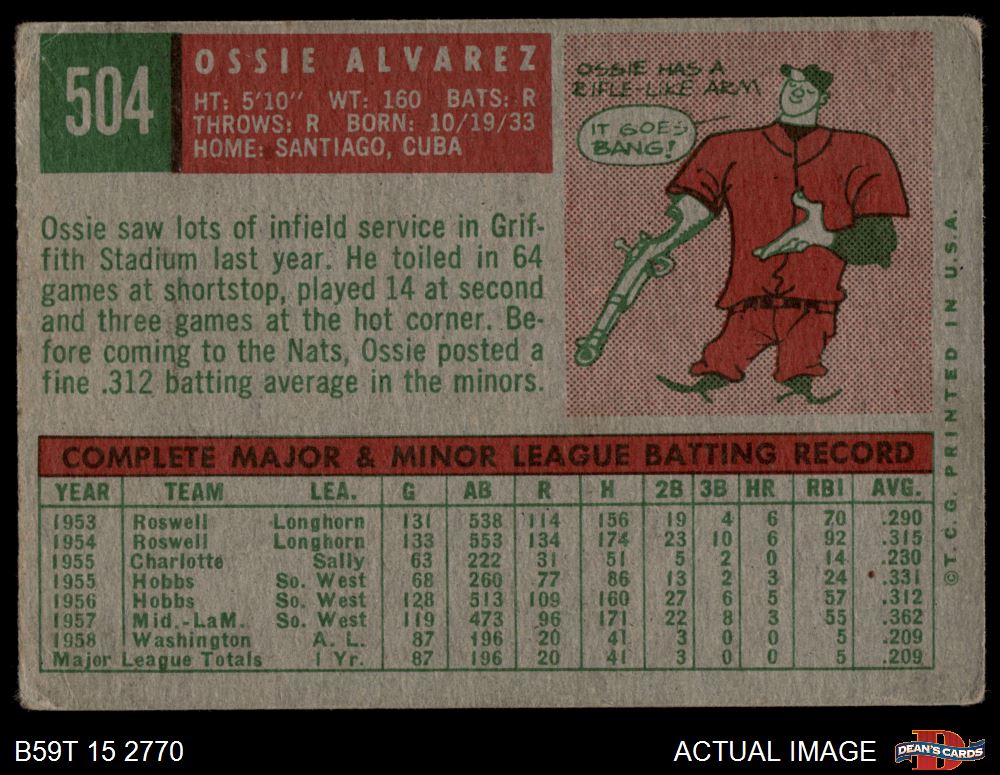 504
OSSIE ALVAREZ
HT: 5'10" WT: 160 BATS: R
THROWS: R BORN: 10/19/33
HOME: SANTIAGO, CUBA
OSSIE HAS A
RIFLE-LIKE ARM
IT GOES
BANG!
Ossie saw lots of infield service in Grif-
fith Stadium last year. He toiled in 64
games at shortstop, played 14 at second
and three games at the hot corner. Be-
fore coming to the Nats, Ossie posted a
fine .312 batting average in the minors.
COMPLETE MAJOR & MINOR LEAGUE BATTING RECORD
YEAR TEAM LEA. G AB R H 2B 3B HR RBI AVG.
1953 Roswell Longhorn 131 538 114 156 19 4 6 70 .290
1954 Roswell Longhorn 133 553 134 174 23 10 6 92 .315
1955 Charlotte Sally 63 222 31 51 5 2 0 14 .230
1955 Hobbs So. West 68 260 77 86 13 2 3 24 .331
1956 Hobbs So. West 128 513 109 160 27 6 5 57 .312
1957 Mid.-LaM. So. West 119 473 96 171 22 8 3 55 .362
1958 Washington A. L. 87 196 20 41 3 0 0 5 .209
Major League Totals 1 Yr. 87 196 20 41 3 0 0 5 .209
©T. C. G. PRINTED IN U.S.A.
B59T 15 2770
ACTUAL IMAGE
DEAN'S CARDS